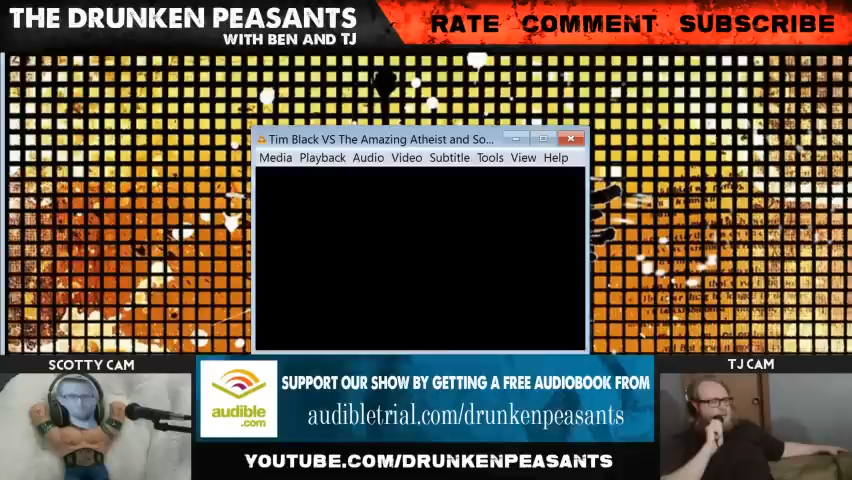 THE DRUNKEN PEASANTS
WITH BEN AND TJ
RATE COMMENT SUBSCRIBE
Tim Black VS The Amazing Atheist and So...
Media Playback Audio Video Subtitle Tools View Help
SCOTTY CAM
TJ CAM
audible.com
SUPPORT OUR SHOW BY GETTING A FREE AUDIOBOOK FROM
audibletrial.com/drunkenpeasants
YOUTUBE.COM/DRUNKENPEASANTS